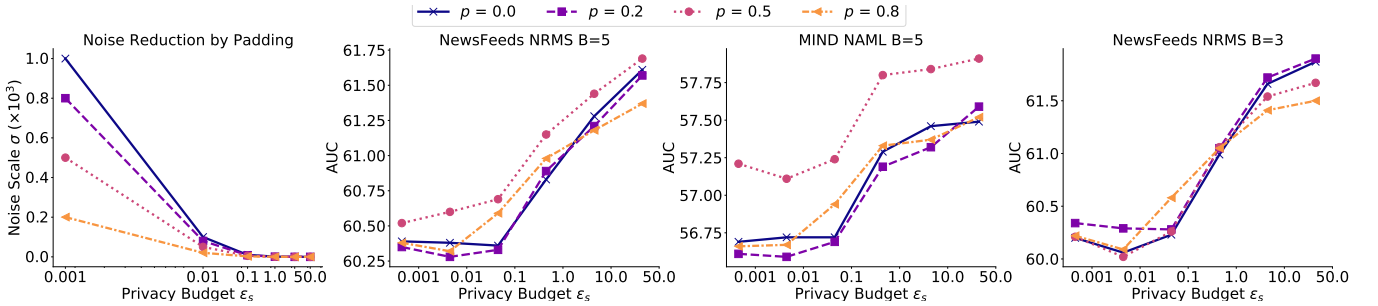 p = 0.0 p = 0.2 p = 0.5 p = 0.8
Noise Reduction by Padding
Noise Scale σ (×10³)
1.0
0.8
0.6
0.4
0.2
0.0
0.001 0.01 0.1 1.0 50.0
Privacy Budget εs
NewsFeeds NRMS B=5
AUC
61.75
61.50
61.25
61.00
60.75
60.50
60.25
0.001 0.01 0.1 1.0 50.0
Privacy Budget εs
MIND NAML B=5
AUC
57.75
57.50
57.25
57.00
56.75
0.001 0.01 0.1 1.0 50.0
Privacy Budget εs
NewsFeeds NRMS B=3
AUC
61.5
61.0
60.5
60.0
0.001 0.01 0.1 1.0 50.0
Privacy Budget εs